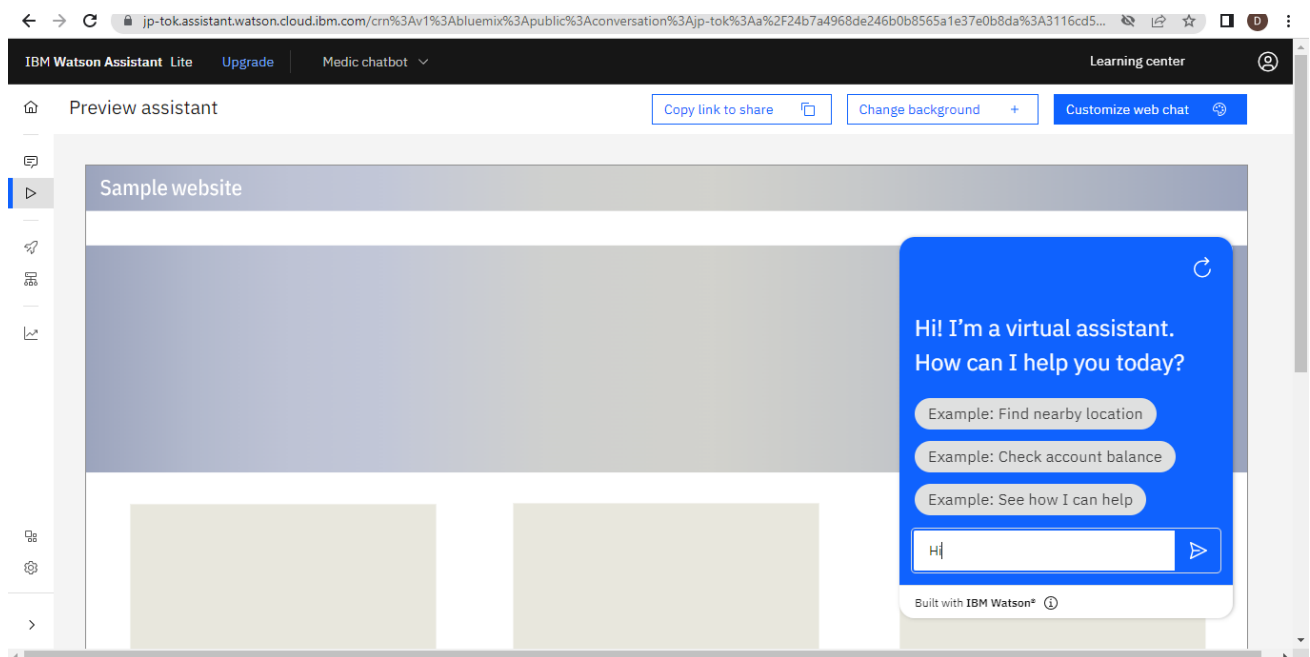 jp-tok.assistant.watson.cloud.ibm.com/crn%3Av1%3Abluemix%3Apublic%3Aconversation%3Ajp-tok%3Aa%2F24b7a4968de246b0b8565a1e37e0b8da%3A3116cd5... D
IBM Watson Assistant Lite Upgrade Medic chatbot Learning center
Preview assistant Copy link to share Change background + Customize web chat
Sample website
Hi! I'm a virtual assistant.
How can I help you today?
Example: Find nearby location
Example: Check account balance
Example: See how I can help
Hi
Built with IBM Watson®